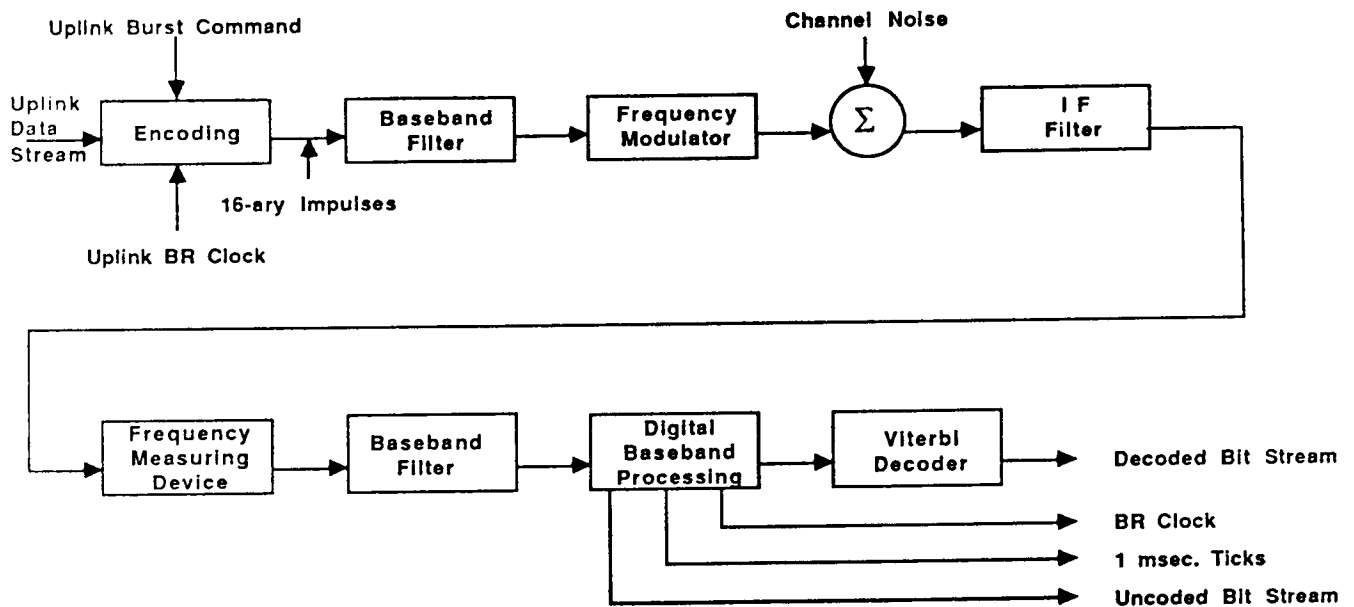 Uplink Burst Command
Channel Noise
Uplink
Data
Stream
Encoding
Baseband
Filter
Frequency
Modulator
Σ
I F
Filter
16-ary Impulses
Uplink BR Clock
Frequency
Measuring
Device
Baseband
Filter
Digital
Baseband
Processing
Viterbi
Decoder
Decoded Bit Stream
BR Clock
1 msec. Ticks
Uncoded Bit Stream